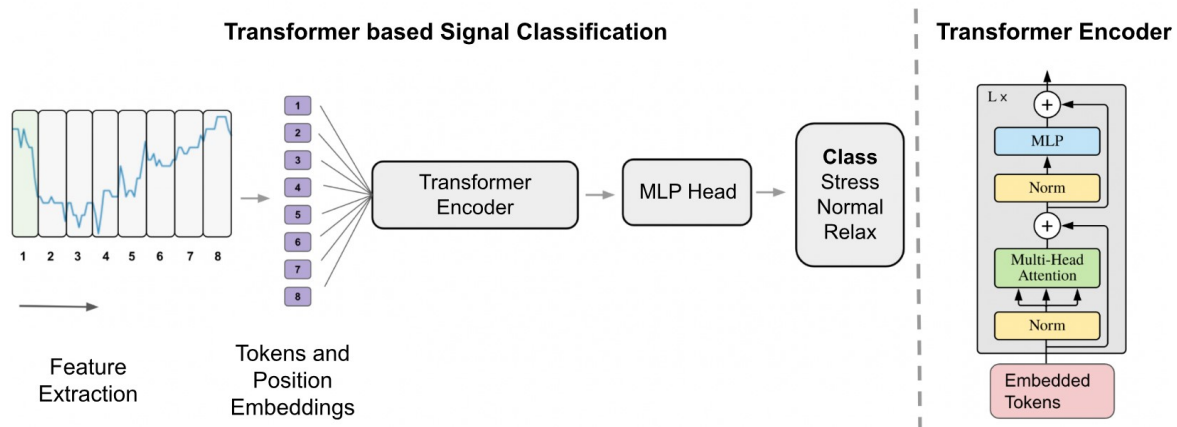 Transformer based Signal Classification
1 2 3 4 5 6 7 8
Feature
Extraction
1
2
3
4
5
6
7
8
Tokens and
Position
Embeddings
Transformer
Encoder
MLP Head
Class
Stress
Normal
Relax
Transformer Encoder
L ×
+
MLP
Norm
+
Multi-Head
Attention
Norm
Embedded
Tokens